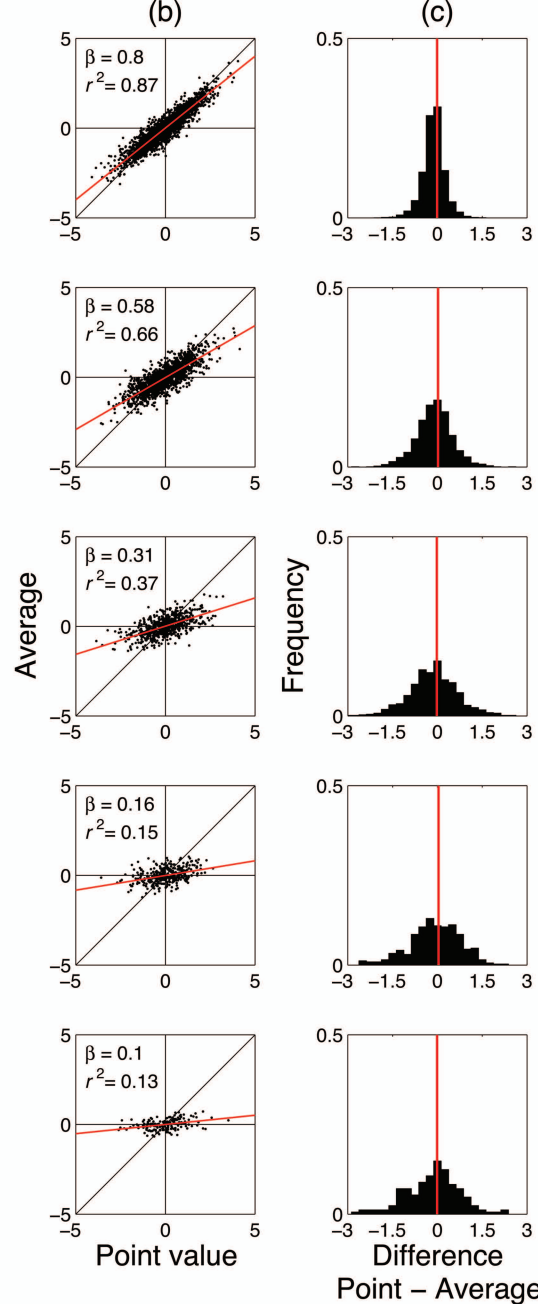 (b) (c)
5 0.5
β = 0.8
r² = 0.87
0
−5 0
−5 0 5 −3 −1.5 0 1.5 3
5 0.5
β = 0.58
r² = 0.66
0
−5 0
−5 0 5 −3 −1.5 0 1.5 3
5 0.5
β = 0.31
r² = 0.37
Average
0
Frequency
−5 0
−5 0 5 −3 −1.5 0 1.5 3
5 0.5
β = 0.16
r² = 0.15
0
−5 0
−5 0 5 −3 −1.5 0 1.5 3
5 0.5
β = 0.1
r² = 0.13
0
−5 0
−5 0 5 −3 −1.5 0 1.5 3
Point value Difference
Point − Average